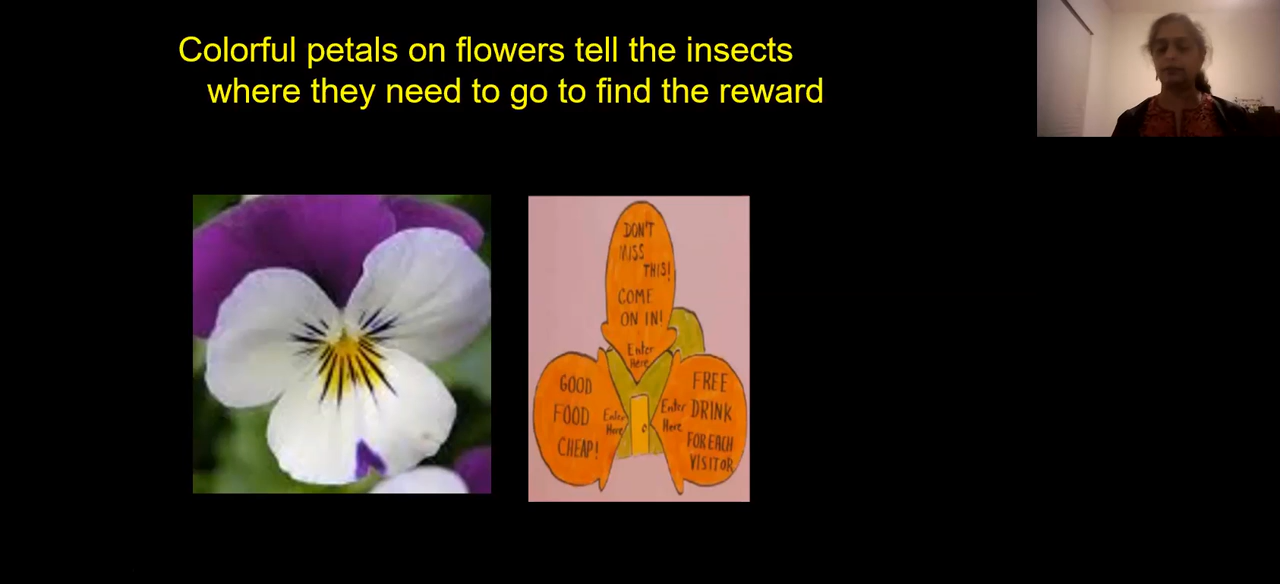 Colorful petals on flowers tell the insects
where they need to go to find the reward
DON'T
MISS
THIS!
COME
ON IN!
Enter
Here
GOOD
FOOD
CHEAP!
Enter
Here
Enter
Here
FREE
DRINK
FOR EACH
VISITOR